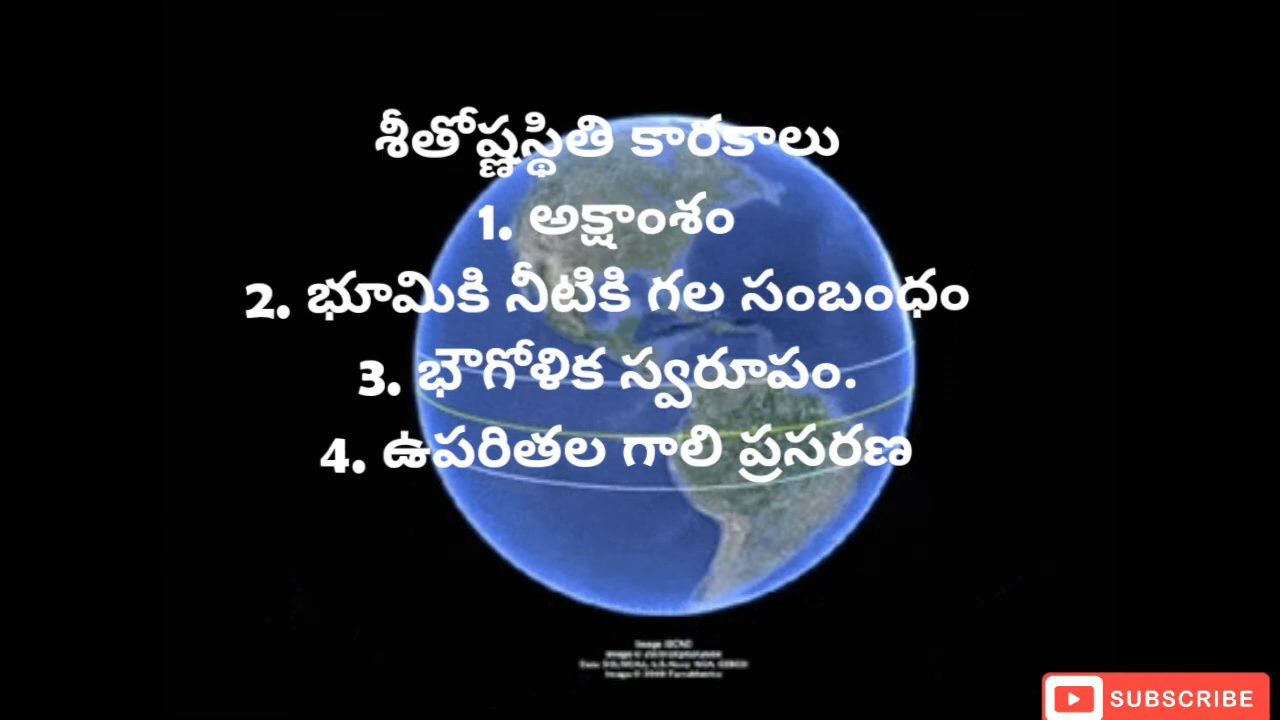 శీతోష్ణస్థితి కారకాలు
1. అక్షాంశం
2. భూమికి నీటికి గల సంబంధం
3. భౌగోళిక స్వరూపం.
4. ఉపరితల గాలి ప్రసరణ
SUBSCRIBE